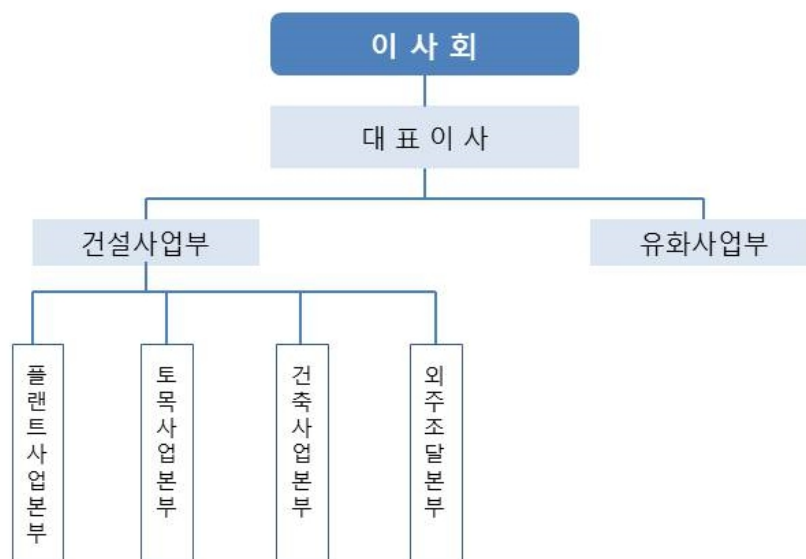 이 사 회
대 표 이 사
건설사업부
유화사업부
플랜트사업본부
토목사업본부
건축사업본부
외주조달본부